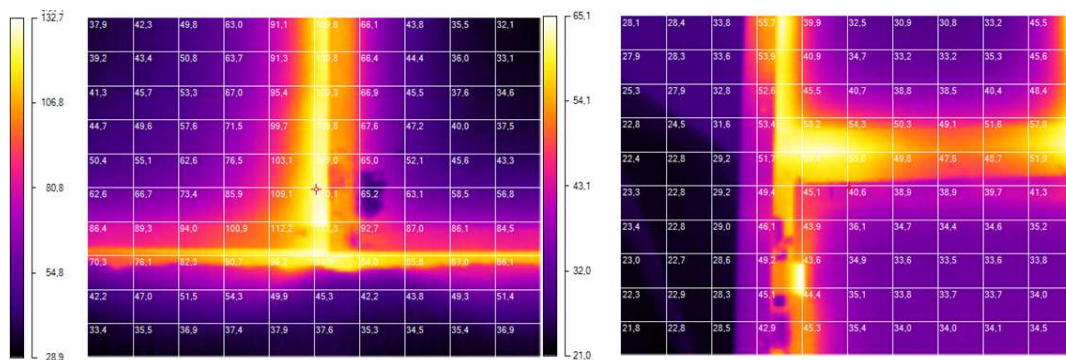 132,7
106,8
80,8
54,8
28,9
37,9 42,3 49,8 63,0 91,1 66,1 43,8 35,5 32,1
39,2 43,4 50,8 63,7 91,3 66,4 44,4 36,0 33,1
41,3 45,7 53,3 67,0 95,4 66,9 45,5 37,6 34,6
44,7 49,6 57,6 71,5 99,7 67,6 47,2 40,0 37,5
50,4 55,1 62,6 76,5 103,1 65,0 52,1 45,6 43,3
62,6 66,7 73,4 85,9 109,1 65,2 63,1 58,5 56,8
86,4 89,3 94,0 100,9 112,2 92,7 87,0 86,1 84,5
70,3 76,1 82,3 90,7 84,0 85,8 87,0 86,1
42,2 47,0 51,5 54,3 49,9 45,3 42,2 43,8 49,3 51,4
33,4 35,5 36,9 37,4 37,9 37,6 35,3 34,5 35,4 36,9
65,1
54,1
43,1
32,0
21,0
28,1 28,4 33,8 55,7 39,9 32,5 30,9 30,8 33,2 45,5
27,9 28,3 33,6 53,9 40,9 34,7 33,2 33,2 35,3 45,6
25,3 27,9 32,8 52,6 45,5 40,7 38,8 38,5 40,4 48,4
22,8 24,5 31,6 53,4 58,2 54,3 50,3 49,1 51,6 57,8
22,4 22,8 29,2 51,7 49,8 47,6 48,7 51,9
23,3 22,8 29,2 49,4 45,1 40,6 38,9 38,9 39,7 41,3
23,4 22,9 29,0 46,1 43,9 36,1 34,7 34,4 34,6 35,2
23,0 22,7 28,6 49,2 43,6 34,9 33,6 33,5 33,6 33,8
22,3 22,9 28,3 45,1 44,4 35,1 33,8 33,7 33,7 34,0
21,8 22,8 28,5 42,9 45,3 35,4 34,0 34,0 34,1 34,5